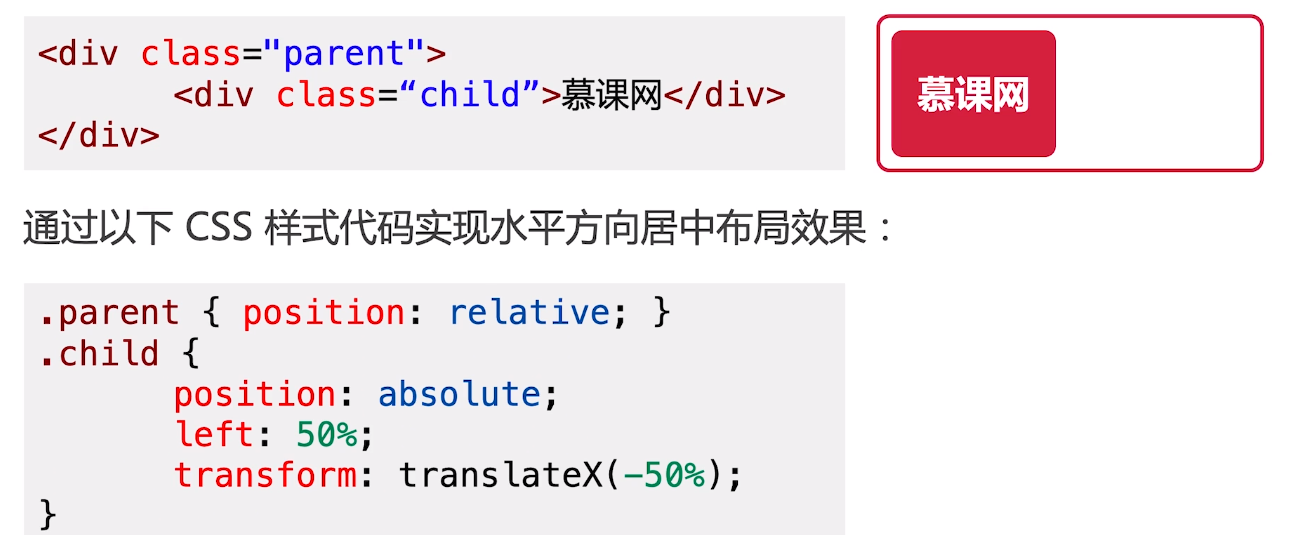 <div class="parent">
<div class=“child”>慕课网</div>
</div>
慕课网
通过以下 CSS 样式代码实现水平方向居中布局效果：
.parent { position: relative; }
.child {
position: absolute;
left: 50%;
transform: translateX(-50%);
}